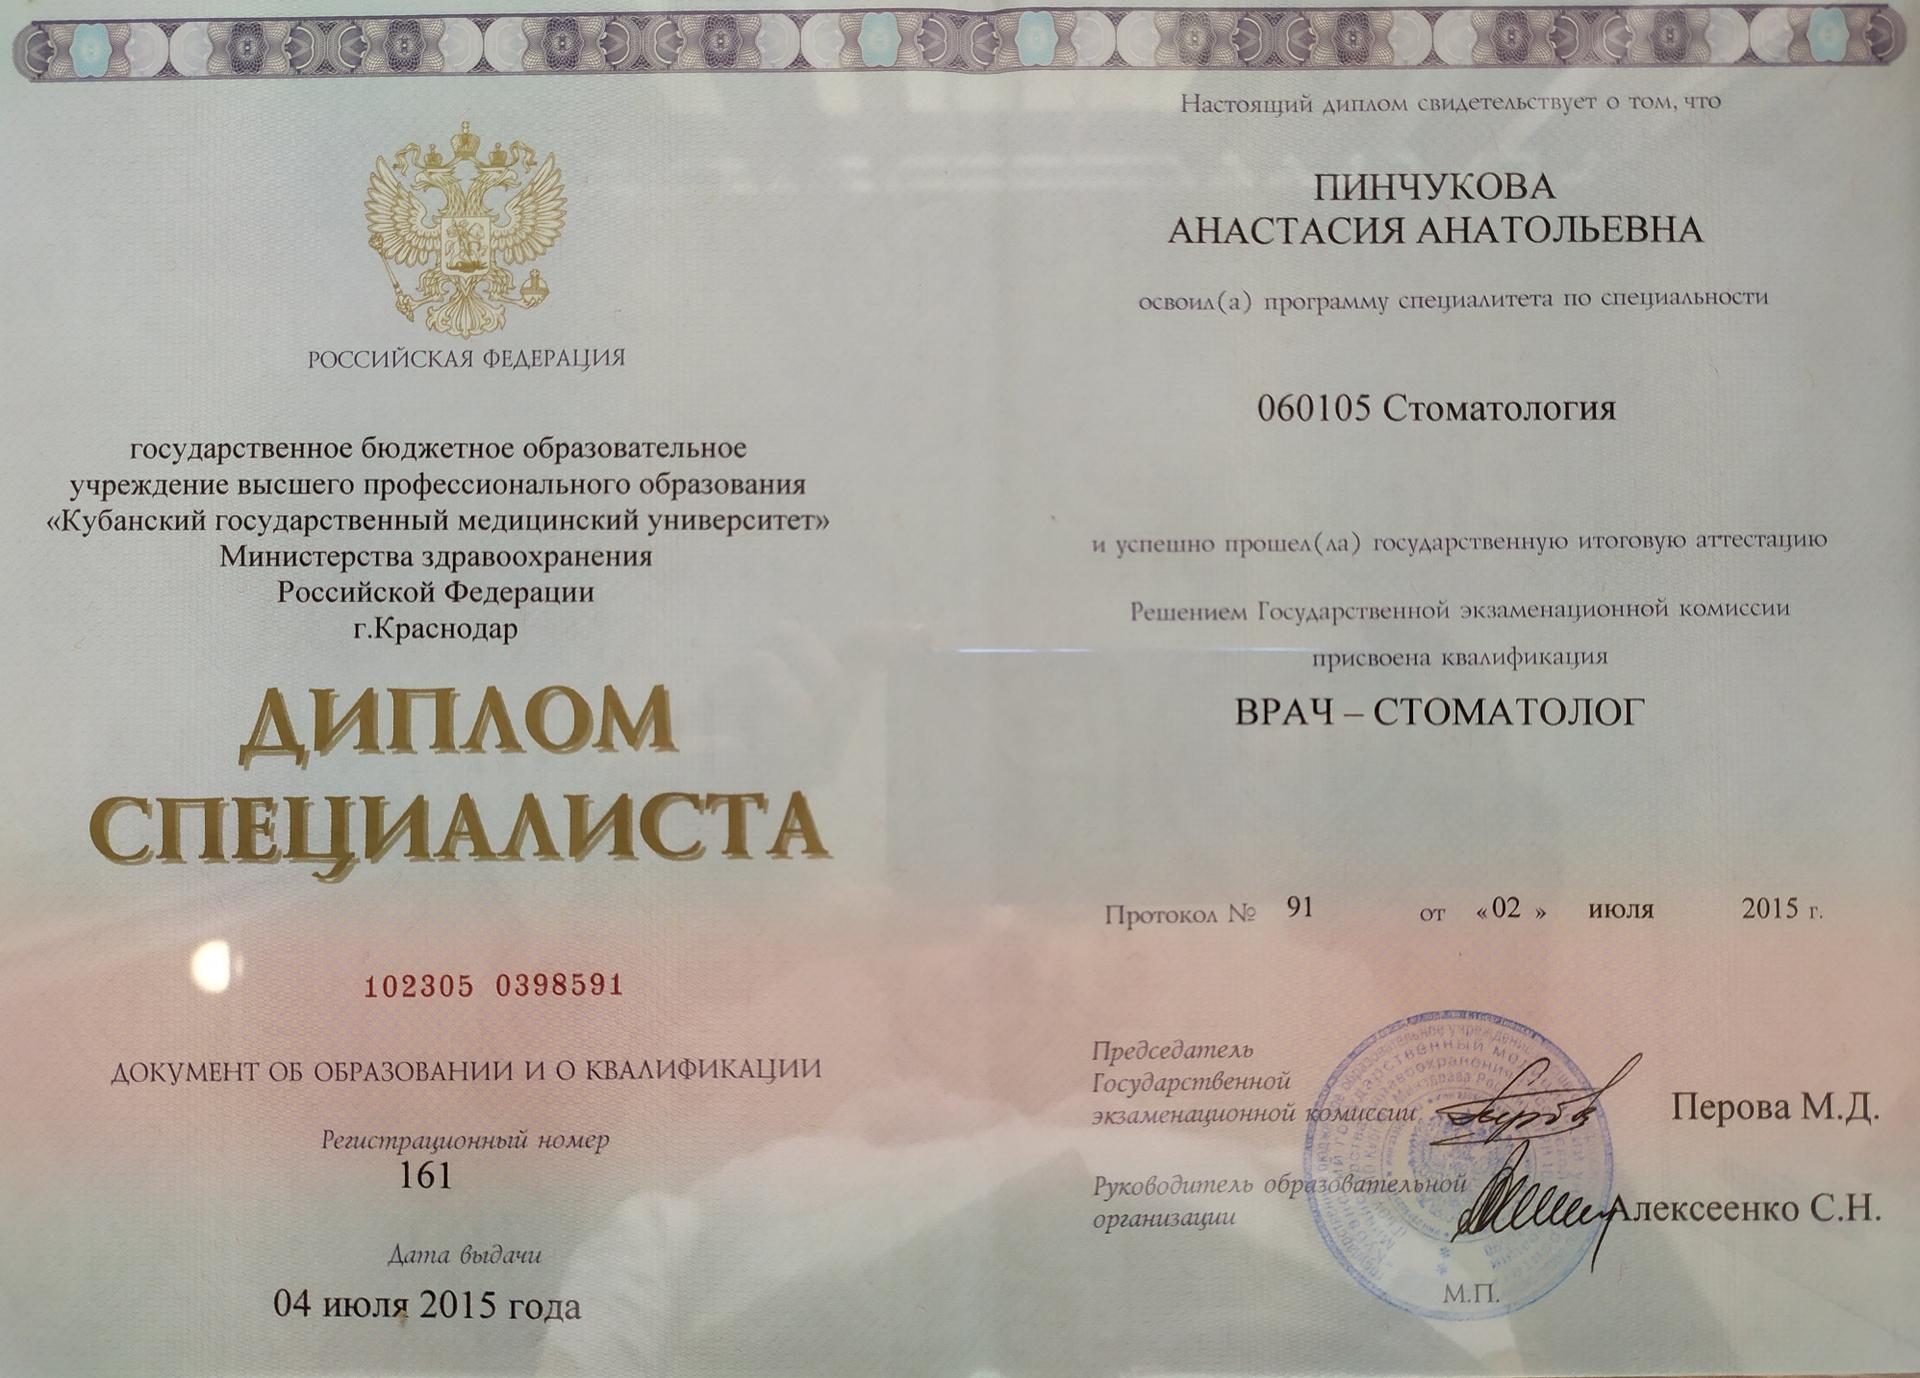 РОССИЙСКАЯ ФЕДЕРАЦИЯ
государственное бюджетное образовательное
учреждение высшего профессионального образования
«Кубанский государственный медицинский университет»
Министерства здравоохранения
Российской Федерации
г.Краснодар
ДИПЛОМ
СПЕЦИАЛИСТА
102305 0398591
ДОКУМЕНТ ОБ ОБРАЗОВАНИИ И О КВАЛИФИКАЦИИ
Регистрационный номер
161
Дата выдачи
04 июля 2015 года
Настоящий диплом свидетельствует о том, что
ПИНЧУКОВА
АНАСТАСИЯ АНАТОЛЬЕВНА
освоил(а) программу специалитета по специальности
060105 Стоматология
и успешно прошел(ла) государственную итоговую аттестацию
Решением Государственной экзаменационной комиссии
присвоена квалификация
ВРАЧ – СТОМАТОЛОГ
Протокол № 91 от «02 » июля 2015 г.
Председатель
Государственной
экзаменационной комиссии Перова М.Д.
Руководитель образовательной
организации Алексеенко С.Н.
М.П.